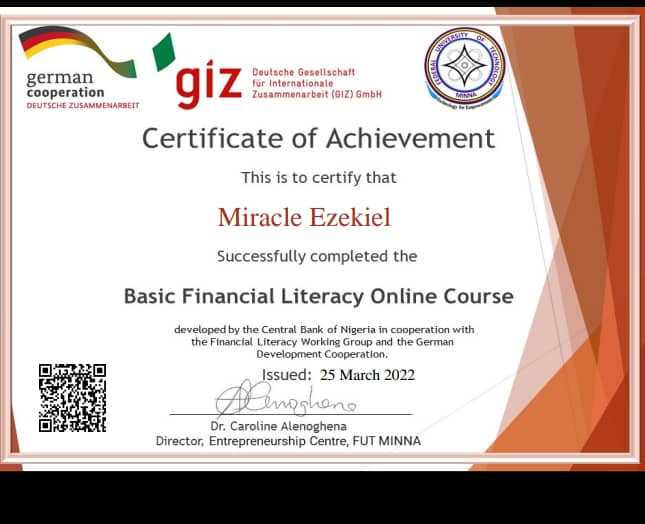 german
cooperation
DEUTSCHE ZUSAMMENARBEIT
giz
Deutsche Gesellschaft
für Internationale
Zusammenarbeit (GIZ) GmbH
FEDERAL UNIVERSITY OF TECHNOLOGY
MINNA
Technology for Empowerment
Certificate of Achievement
This is to certify that
Miracle Ezekiel
Successfully completed the
Basic Financial Literacy Online Course
developed by the Central Bank of Nigeria in cooperation with
the Financial Literacy Working Group and the German
Development Cooperation.
Issued: 25 March 2022
Alenoghena
Dr. Caroline Alenoghena
Director, Entrepreneurship Centre, FUT MINNA